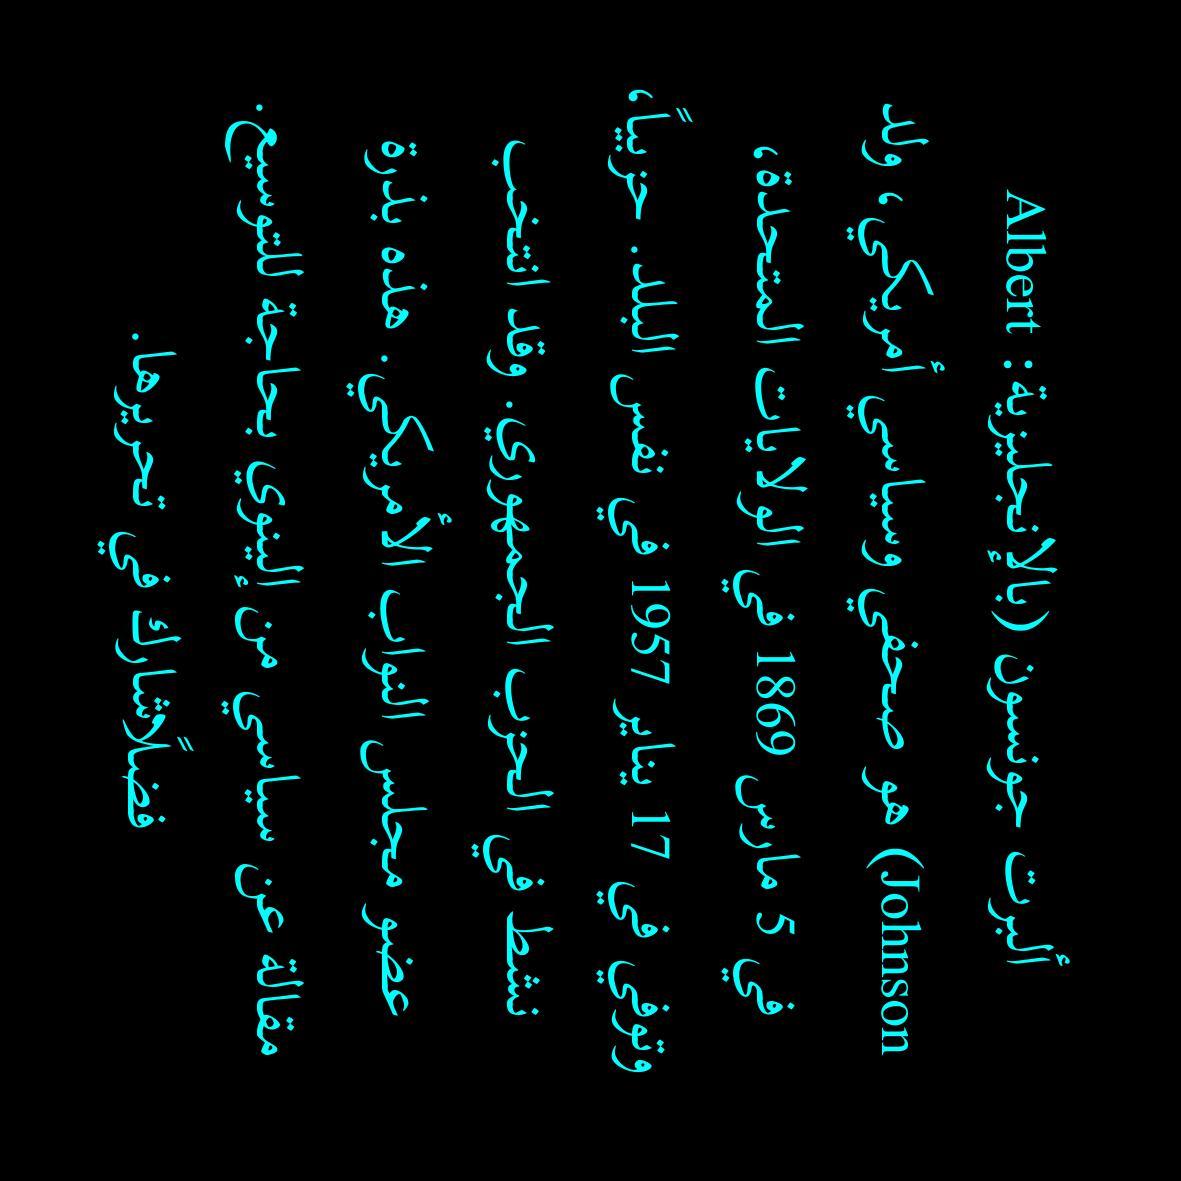 ألبرت جونسون (بالإنجليزية: Albert
Johnson) هو صحفي وسياسي أمريكي، ولد
في 5 مارس 1869 في الولايات المتحدة،
وتوفي في 17 يناير 1957 في نفس البلد. حزبياً،
نشط في الحزب الجمهوري. وقد انتخب
عضو مجلس النواب الأمريكي. هذه بذرة
مقالة عن سياسي من إلينوي بحاجة للتوسيع.
فضلًا شارك في تحريرها.